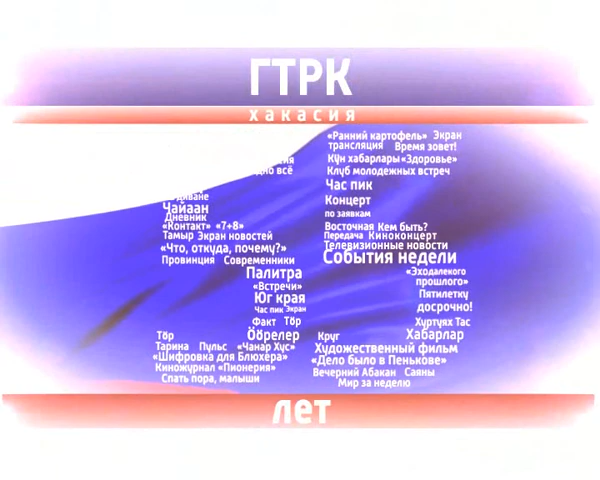 ГТРК
хакасия
«Ранний картофель» Экран
трансляция Время зовет!
Кӱн хабарлары «Здоровье»
всё Клуб молодежных встреч
диване Час пик
Чайаан Концерт
Дневник по заявкам
«Контакт» «7+8» Восточная Кем быть?
Тамыр Экран новостей Передача Киноконцерт
«Что, откуда, почему?» Телевизионные новости
Провинция Современники События недели
Палитра «Эходалекого
«Встречи» прошлого»
Юг края Пятилетку
Час пик Экран досрочно!
Факт Тӧр Хуртуях Тас
Тӧр Ӧӧрелер Круг Хабарлар
Тарина Пульс «Чанар Хус» Художественный фильм
«Шифровка для Блюхера» «Дело было в Пенькове»
Киножурнал «Пионерия» Вечерний Абакан Саяны
Спать пора, малыши Мир за неделю
лет